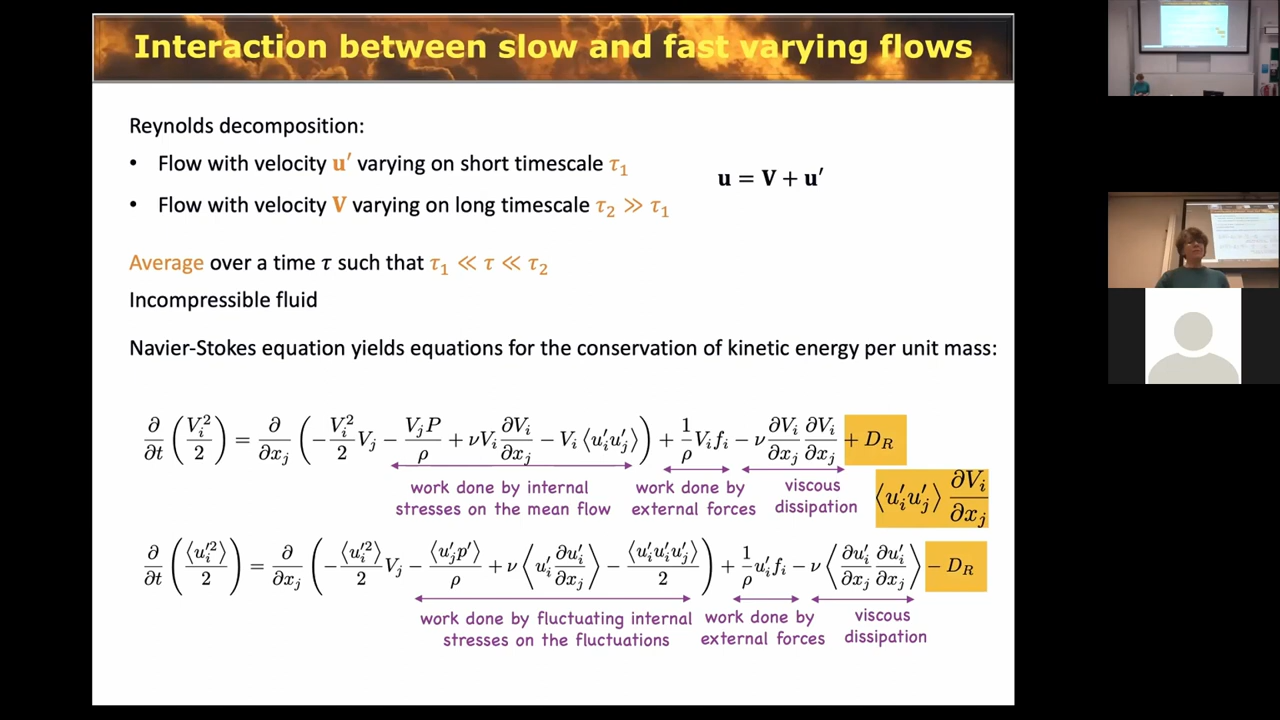 Interaction between slow and fast varying flows
Reynolds decomposition:
• Flow with velocity u′ varying on short timescale τ₁
u = V + u′
• Flow with velocity V varying on long timescale τ₂ ≫ τ₁
Average over a time τ such that τ₁ ≪ τ ≪ τ₂
Incompressible fluid
Navier-Stokes equation yields equations for the conservation of kinetic energy per unit mass:
∂/∂t (V_i²/2) = ∂/∂x_j (−V_i²/2 V_j − V_jP/ρ + νV_i ∂V_i/∂x_j − V_i⟨u′_iu′_j⟩) + 1/ρ V_if_i − ν ∂V_i/∂x_j ∂V_i/∂x_j + D_R
work done by internal
stresses on the mean flow
work done by
external forces
viscous
dissipation
⟨u′_iu′_j⟩ ∂V_i/∂x_j
∂/∂t (⟨u′_i²⟩/2) = ∂/∂x_j (−⟨u′_i²⟩/2 V_j − ⟨u′_jp′⟩/ρ + ν⟨u′_i ∂u′_i/∂x_j⟩ − ⟨u′_iu′_iu′_j⟩/2) + 1/ρ u′_if_i − ν⟨∂u′_i/∂x_j ∂u′_i/∂x_j⟩ − D_R
work done by fluctuating internal
stresses on the fluctuations
work done by
external forces
viscous
dissipation